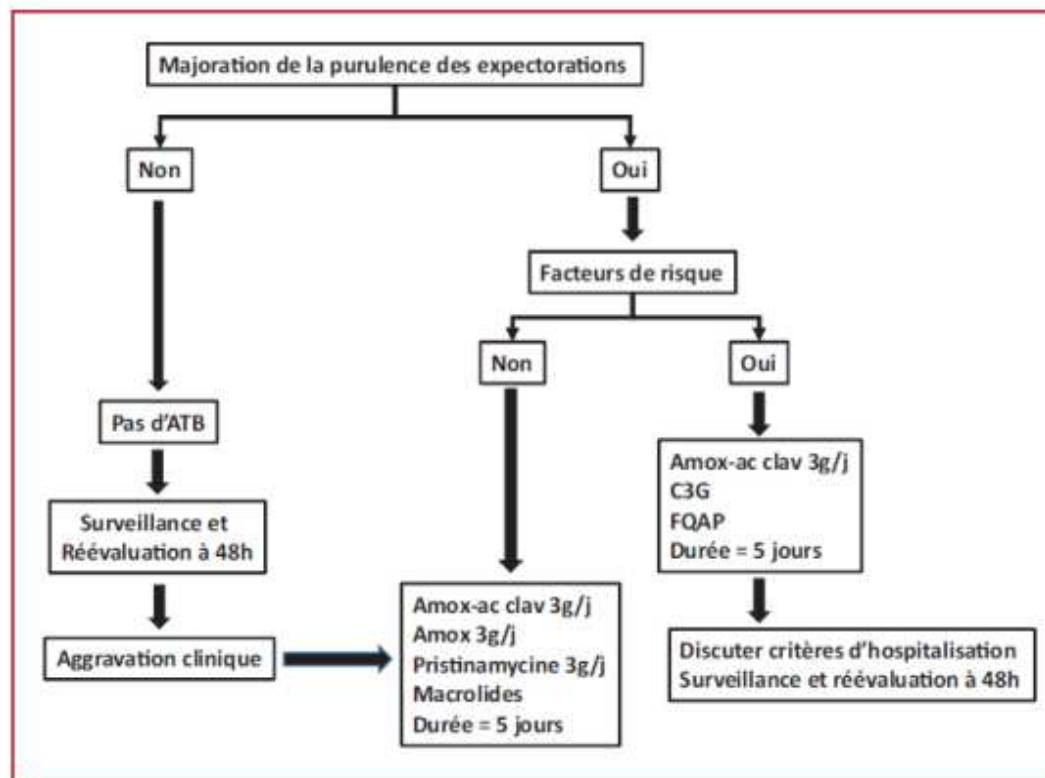 Majoration de la purulence des expectorations
Non
Oui
Facteurs de risque
Non
Oui
Pas d'ATB
Surveillance et
Réévaluation à 48h
Aggravation clinique
Amox-ac clav 3g/j
Amox 3g/j
Pristinamycine 3g/j
Macrolides
Durée = 5 jours
Amox-ac clav 3g/j
C3G
FQAP
Durée = 5 jours
Discuter critères d'hospitalisation
Surveillance et réévaluation à 48h